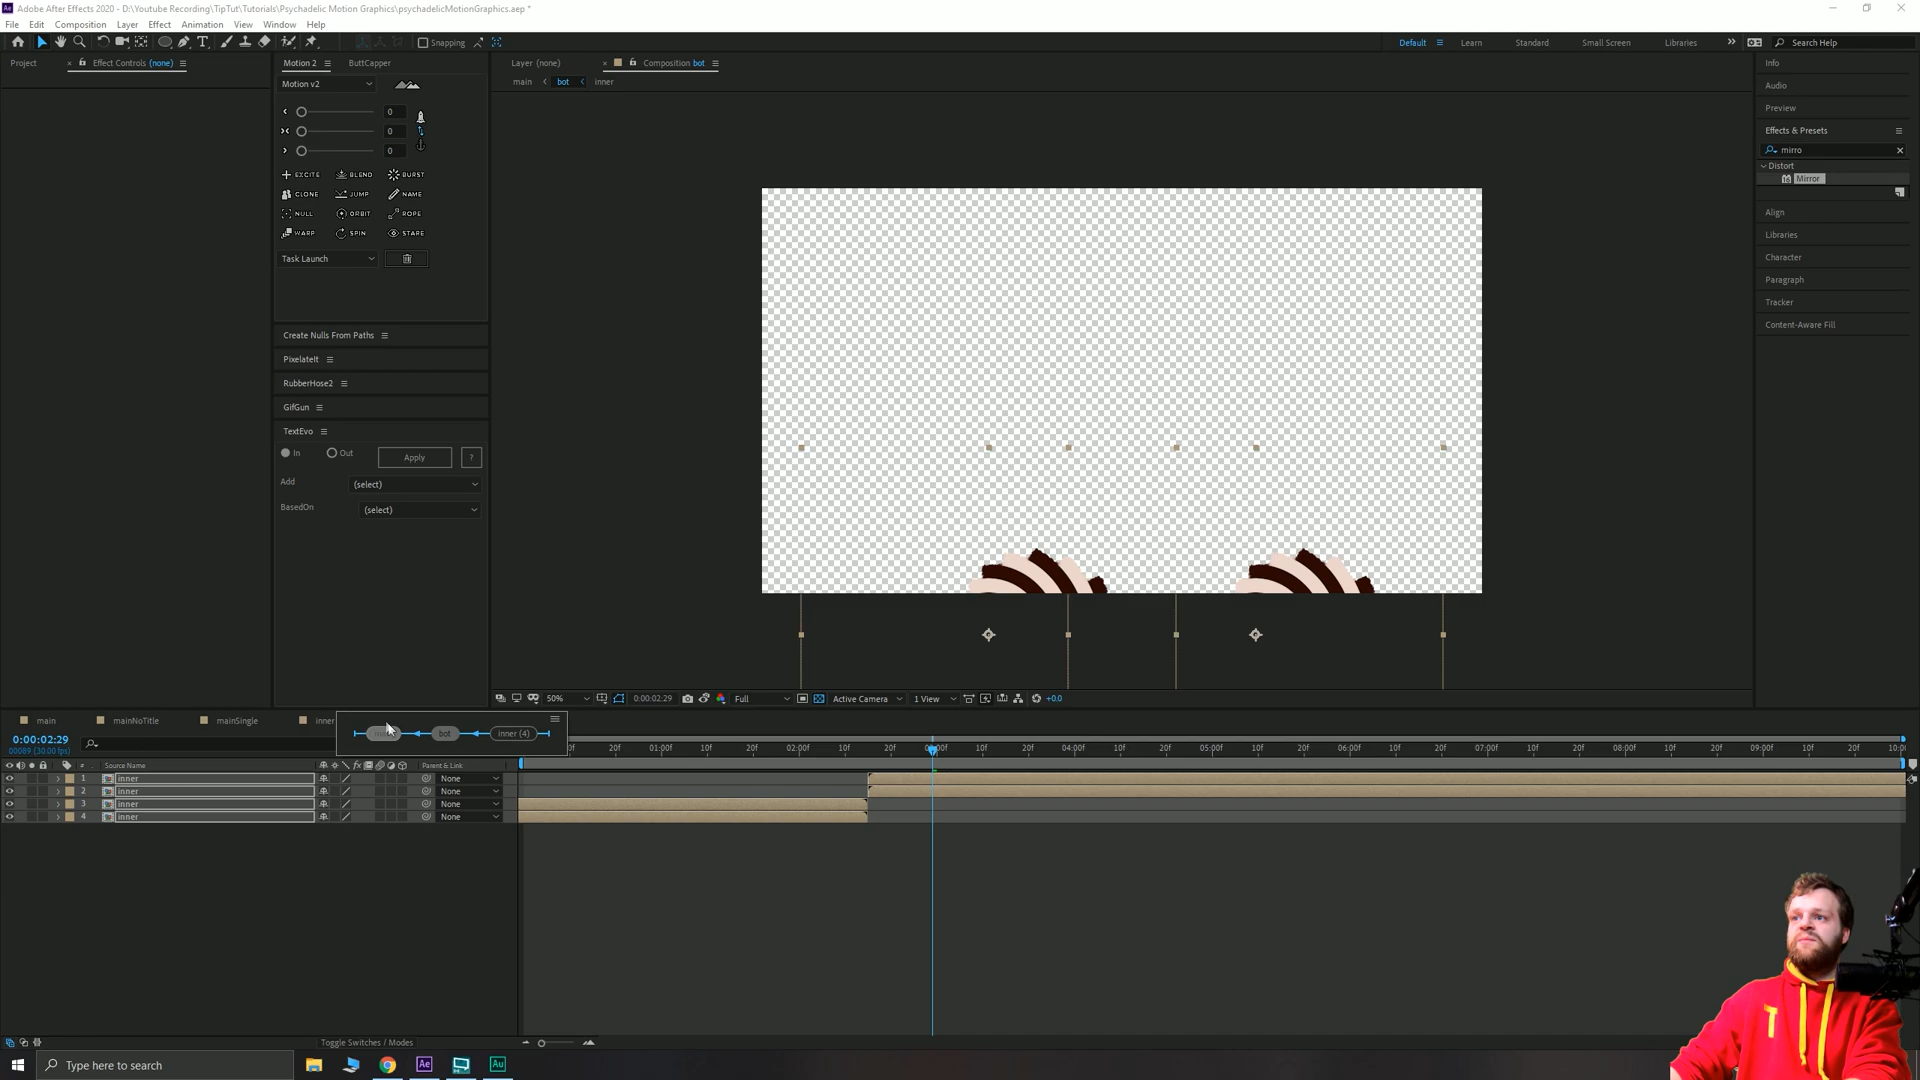 Adobe After Effects 2020 - D:\Youtube Recording\TipTut\Tutorials\Psychadelic Motion Graphics\psychadelicMotionGraphics.aep *
File Edit Composition Layer Effect Animation View Window Help
Snapping
Default Learn Standard Small Screen Libraries Search Help
Project Effect Controls (none)
Motion 2 ButtCapper
Layer (none) Composition bot
main bot inner
Motion v2
0
0
0
EXCITE BLEND BURST
CLONE JUMP NAME
NULL ORBIT ROPE
WARP SPIN STARE
Task Launch
Create Nulls From Paths
PixelateIt
RubberHose2
GifGun
TextEvo
In Out Apply ?
Add (select)
BasedOn (select)
Info
Audio
Preview
Effects & Presets
mirro
Distort
Mirror
Align
Libraries
Character
Paragraph
Tracker
Content-Aware Fill
50% 0:00:02:29 Full Active Camera 1 View +0.0
main mainNoTitle mainSingle inner
bot inner (4)
0:00:02:29
00089 (30.00 fps)
10f 20f 01:00f 10f 20f 02:00f 10f 20f 10f 20f 04:00f 10f 20f 05:00f 10f 20f 06:00f 10f 20f 07:00f 10f 20f 08:00f 10f 20f 09:00f 10f 20f 10:0
# Source Name Parent & Link
1 inner None
2 inner None
3 inner None
4 inner None
Toggle Switches / Modes
Type here to search
Ae Au